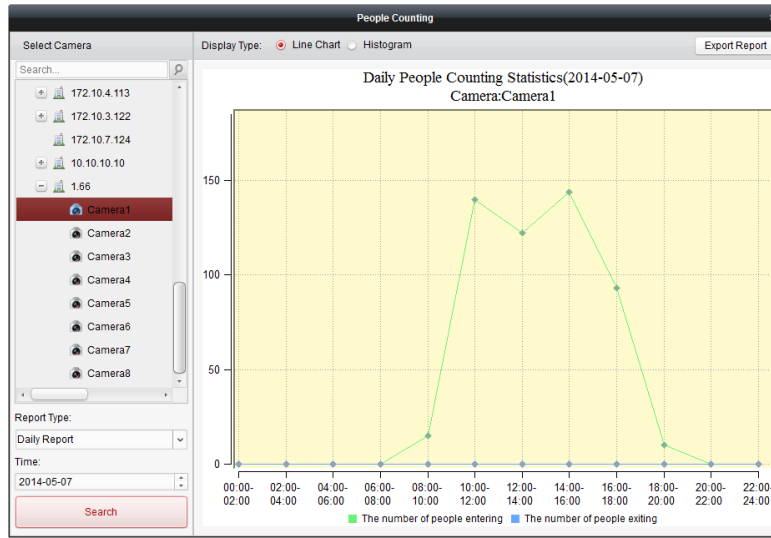 People Counting
Select Camera
Display Type: Line Chart Histogram
Export Report
Search...
172.10.4.113
172.10.3.122
172.10.7.124
10.10.10.10
1.66
Camera1
Camera2
Camera3
Camera4
Camera5
Camera6
Camera7
Camera8
Report Type:
Daily Report
Time:
2014-05-07
Search
Daily People Counting Statistics(2014-05-07)
Camera:Camera1
150
100
50
0
00:00- 02:00- 04:00- 06:00- 08:00- 10:00- 12:00- 14:00- 16:00- 18:00- 20:00- 22:00-
02:00 04:00 06:00 08:00 10:00 12:00 14:00 16:00 18:00 20:00 22:00 24:00
The number of people entering The number of people exiting